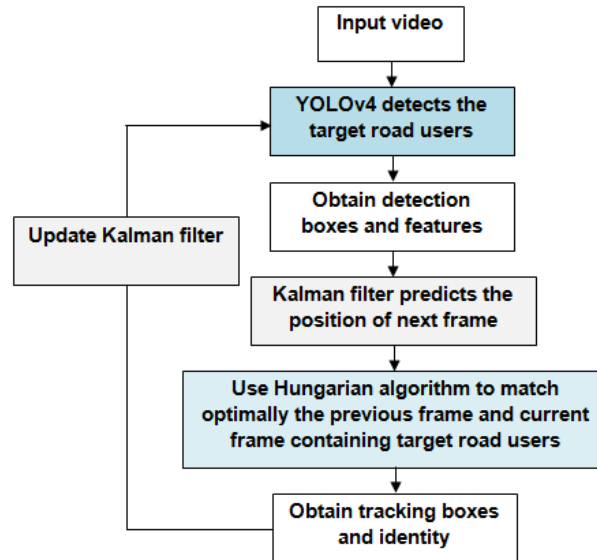 Input video
YOLOv4 detects the
target road users
Obtain detection
boxes and features
Update Kalman filter
Kalman filter predicts the
position of next frame
Use Hungarian algorithm to match
optimally the previous frame and current
frame containing target road users
Obtain tracking boxes
and identity